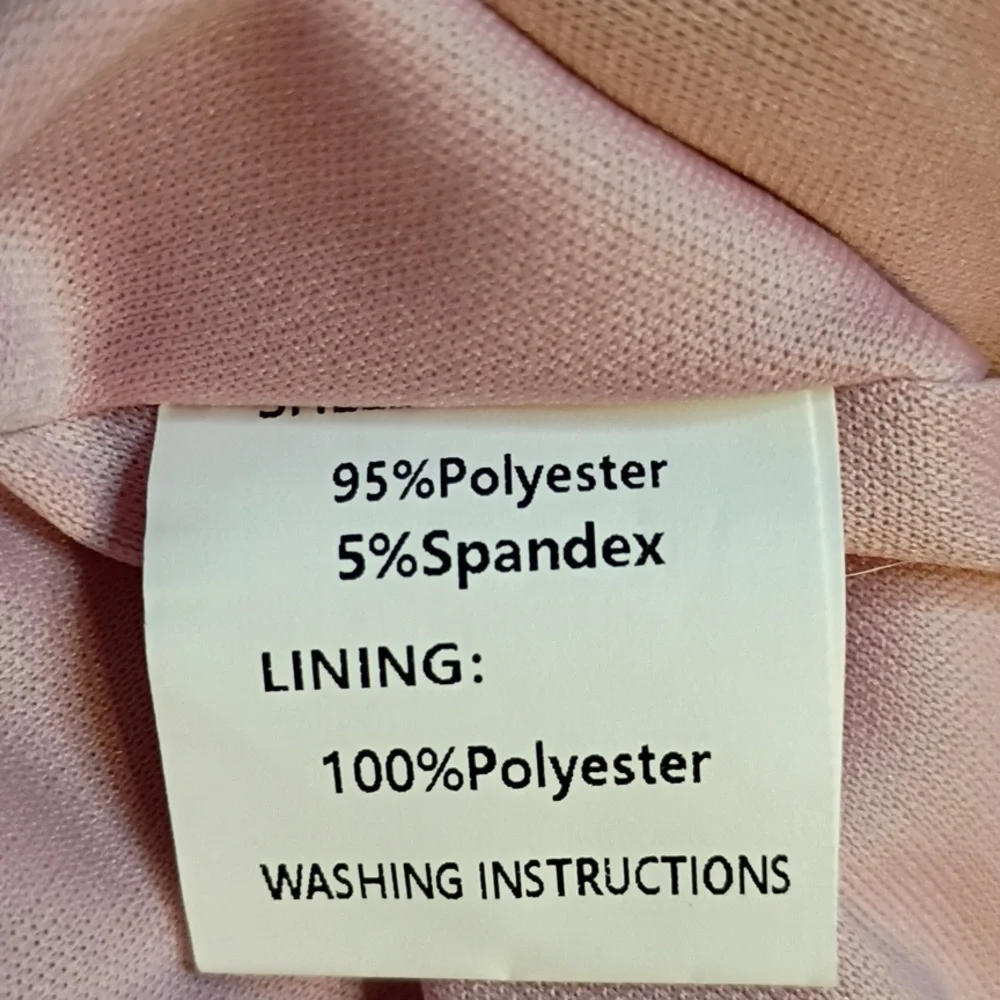 95%Polyester
5%Spandex
LINING:
100%Polyester
WASHING INSTRUCTIONS